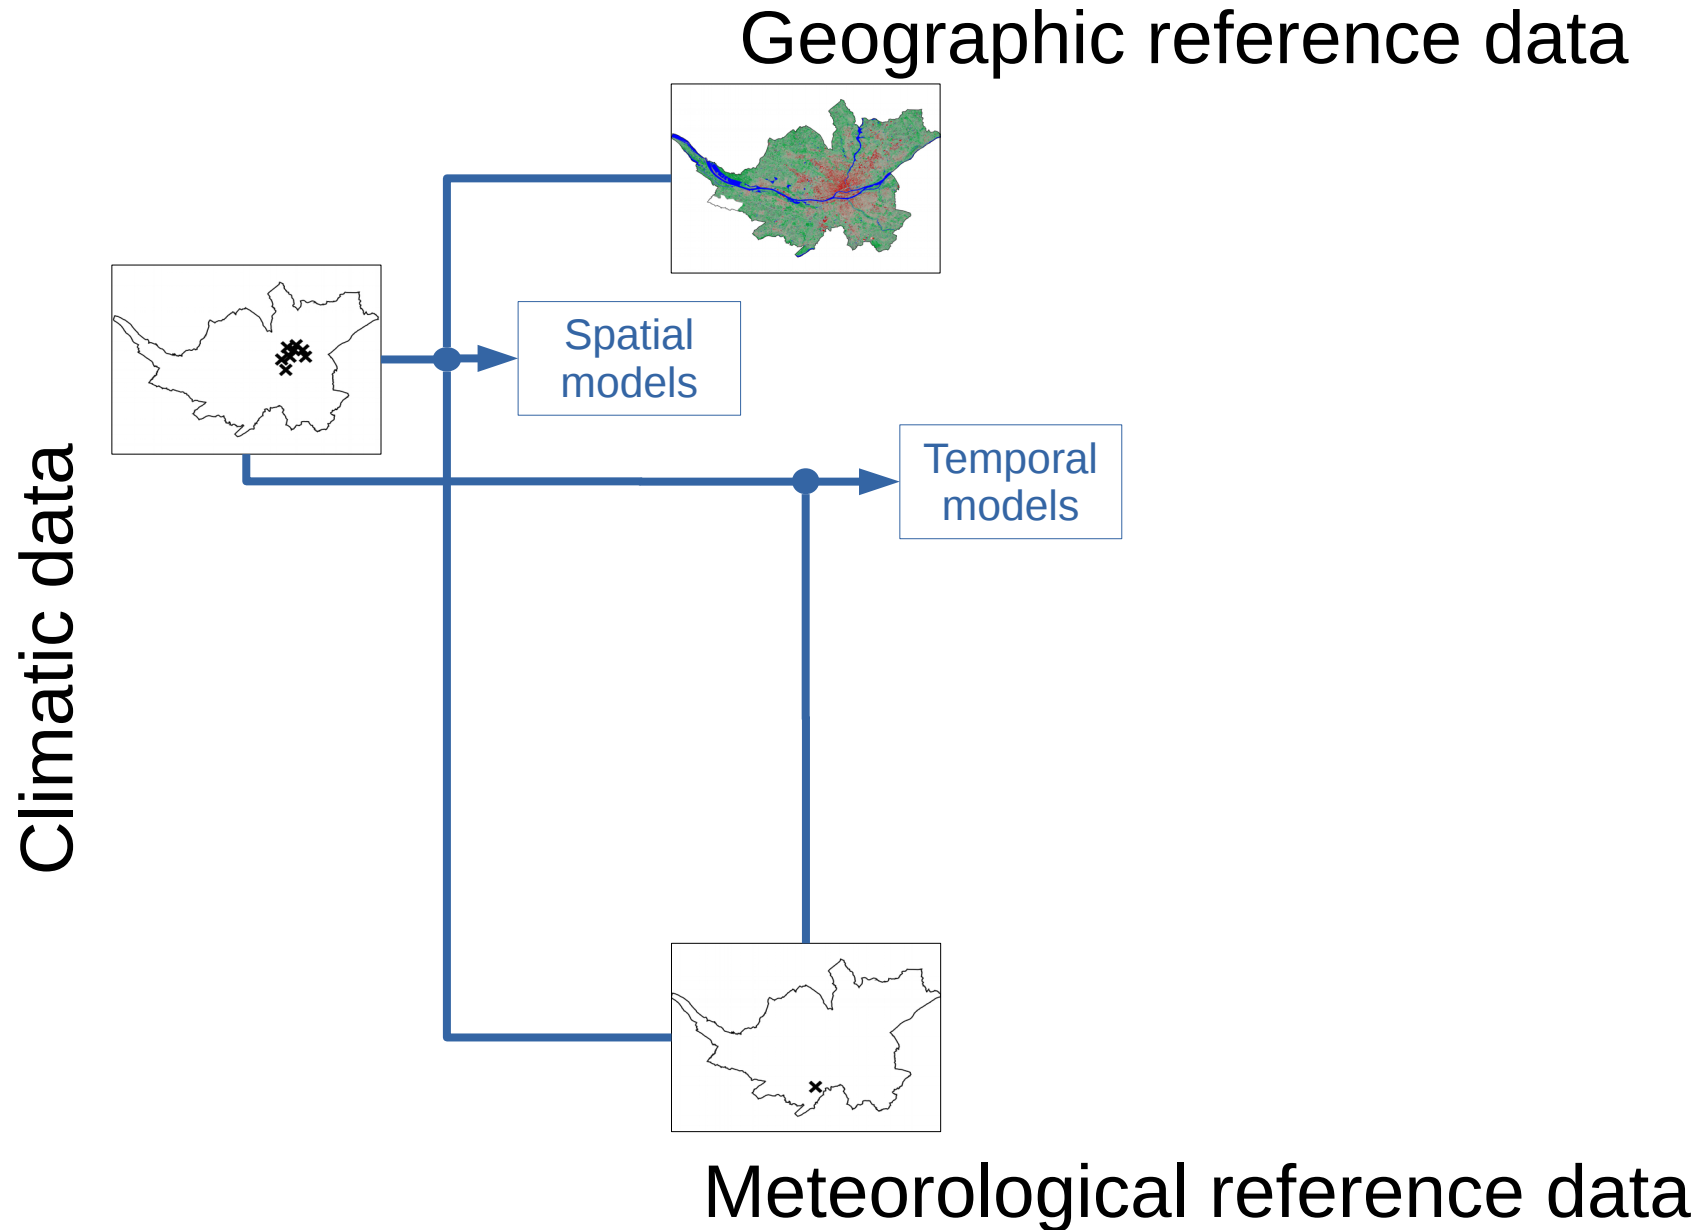 Geographic reference data
Spatial
models
Temporal
models
Climatic data
Meteorological reference data